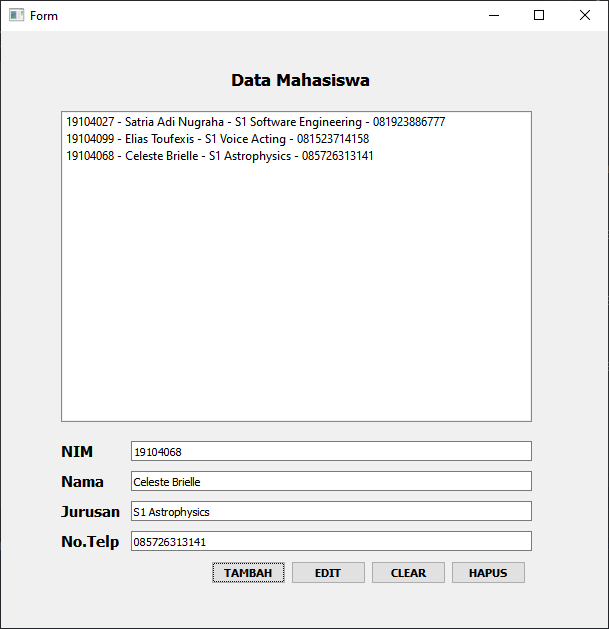 Form
Data Mahasiswa
19104027 - Satria Adi Nugraha - S1 Software Engineering - 081923886777
19104099 - Elias Toufexis - S1 Voice Acting - 081523714158
19104068 - Celeste Brielle - S1 Astrophysics - 085726313141
NIM 19104068
Nama Celeste Brielle
Jurusan S1 Astrophysics
No.Telp 085726313141
TAMBAH EDIT CLEAR HAPUS